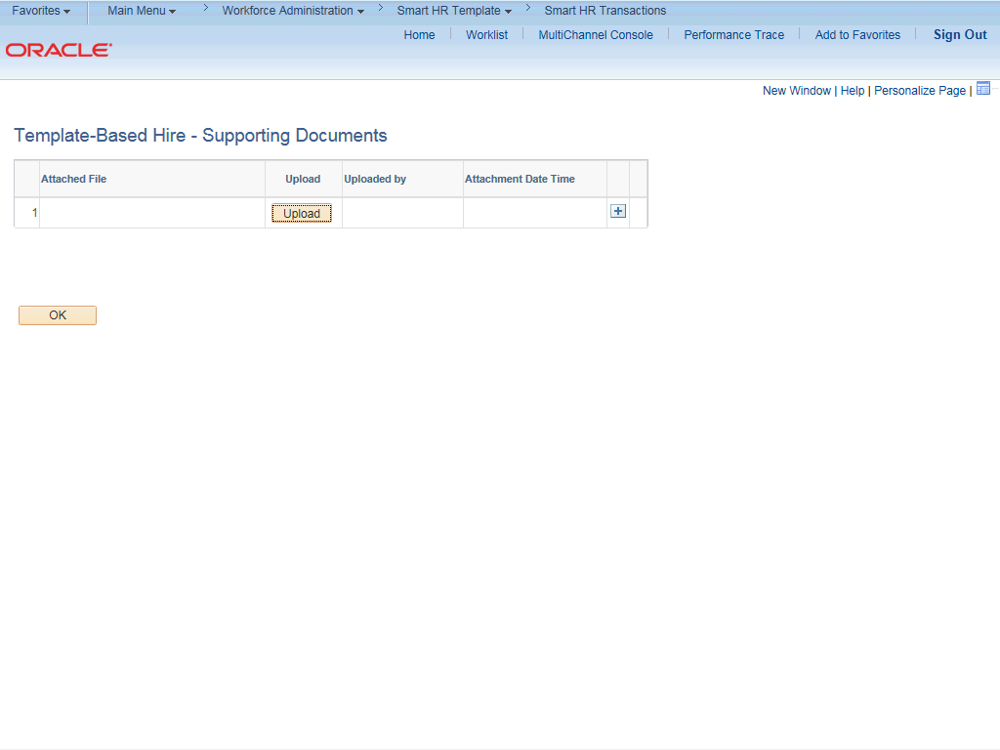 Favorites Main Menu > Workforce Administration > Smart HR Template > Smart HR Transactions
Home Worklist MultiChannel Console Performance Trace Add to Favorites Sign Out
ORACLE
New Window | Help | Personalize Page |
Template-Based Hire - Supporting Documents
Attached File Upload Uploaded by Attachment Date Time
1 Upload +
OK